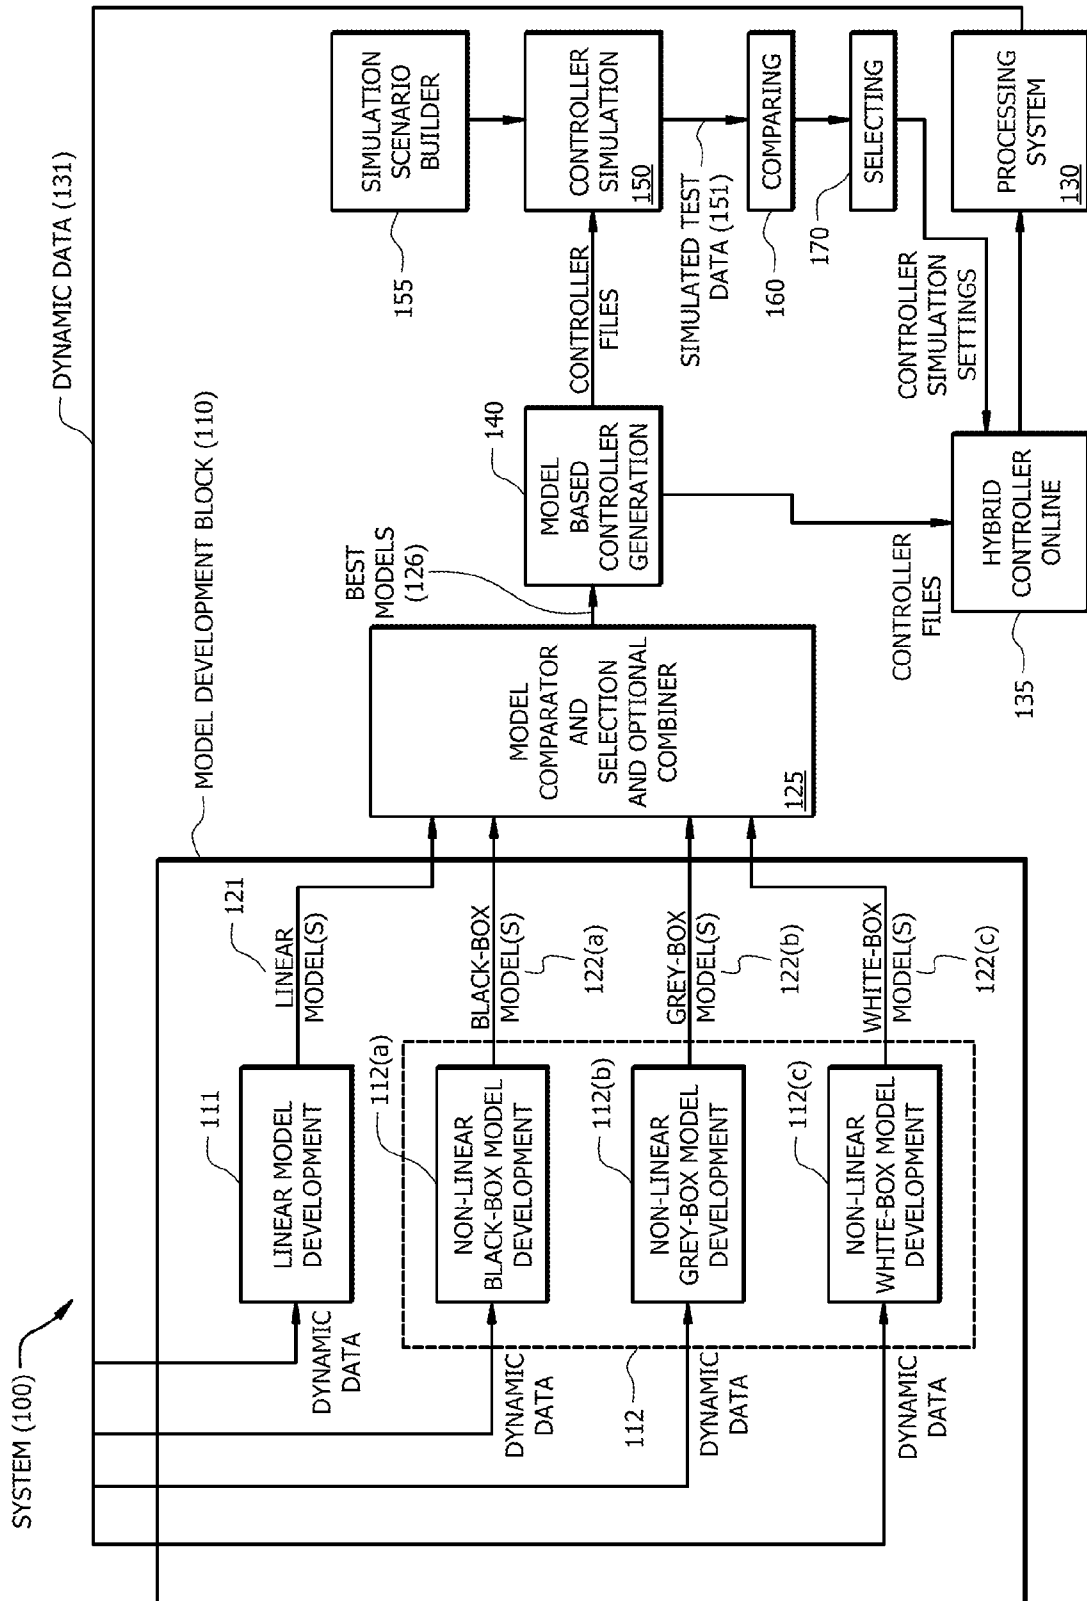 SYSTEM (100)
DYNAMIC DATA (131)
MODEL DEVELOPMENT BLOCK (110)
111
LINEAR MODEL
DEVELOPMENT
DYNAMIC
DATA
121
LINEAR
MODEL(S)
112(a)
NON-LINEAR
BLACK-BOX MODEL
DEVELOPMENT
DYNAMIC
DATA
BLACK-BOX
MODEL(S)
122(a)
112(b)
NON-LINEAR
GREY-BOX MODEL
DEVELOPMENT
112
DYNAMIC
DATA
GREY-BOX
MODEL(S)
122(b)
112(c)
NON-LINEAR
WHITE-BOX MODEL
DEVELOPMENT
DYNAMIC
DATA
WHITE-BOX
MODEL(S)
122(c)
MODEL
COMPARATOR
AND
SELECTION
AND OPTIONAL
COMBINER
125
BEST
MODELS
(126)
140
MODEL
BASED
CONTROLLER
GENERATION
CONTROLLER
FILES
CONTROLLER
FILES
SIMULATION
SCENARIO
BUILDER
155
CONTROLLER
SIMULATION
150
SIMULATED TEST
DATA (151)
COMPARING
160
SELECTING
170
CONTROLLER
SIMULATION
SETTINGS
HYBRID
CONTROLLER
ONLINE
135
PROCESSING
SYSTEM
130